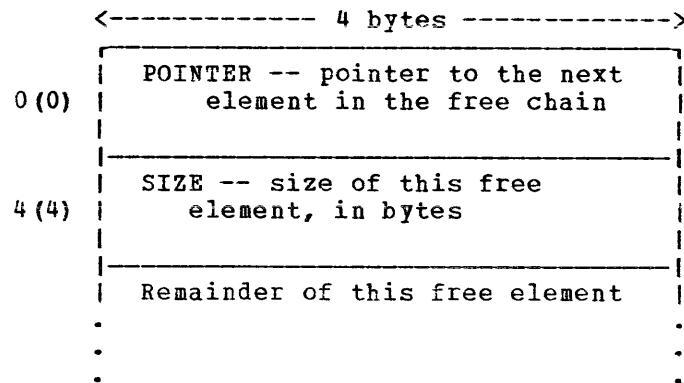 <------------- 4 bytes ------------->
POINTER -- pointer to the next
0(0) element in the free chain
SIZE -- size of this free
4(4) element, in bytes
Remainder of this free element